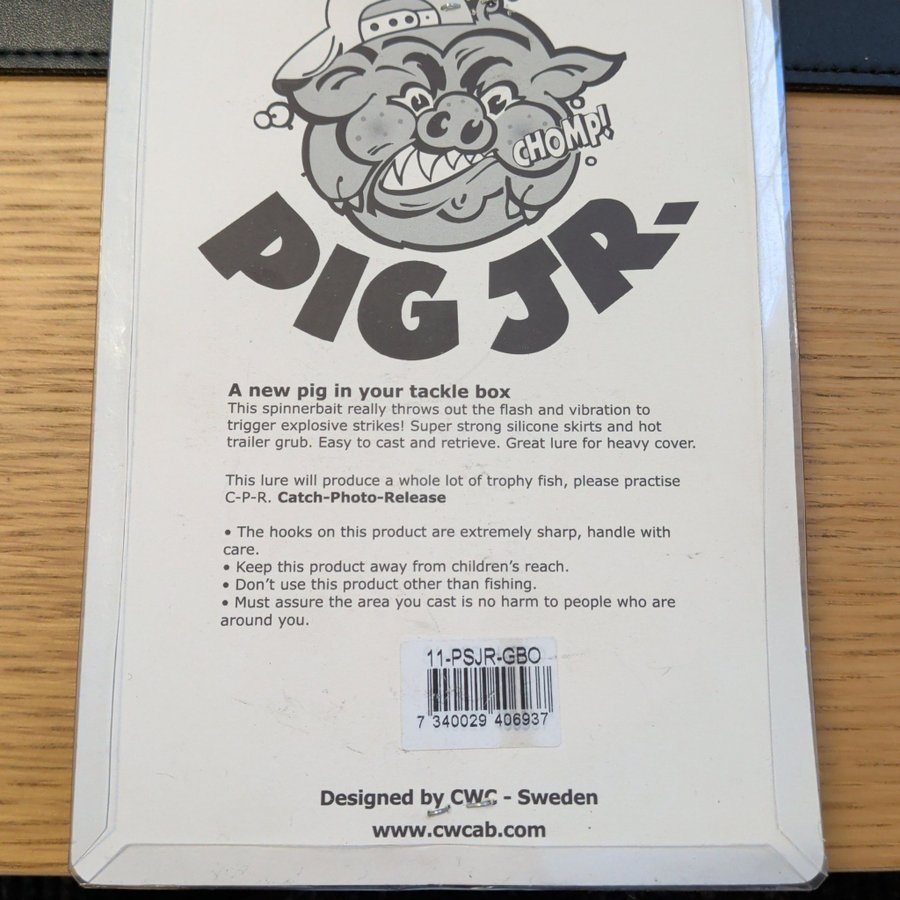 CHOMP!
PIG JR.
A new pig in your tackle box
This spinnerbait really throws out the flash and vibration to
trigger explosive strikes! Super strong silicone skirts and hot
trailer grub. Easy to cast and retrieve. Great lure for heavy cover.
This lure will produce a whole lot of trophy fish, please practise
C-P-R. Catch-Photo-Release
• The hooks on this product are extremely sharp, handle with
care.
• Keep this product away from children’s reach.
• Don’t use this product other than fishing.
• Must assure the area you cast is no harm to people who are
around you.
11-PSJR-GBO
7 340029 406937
Designed by CWC - Sweden
www.cwcab.com